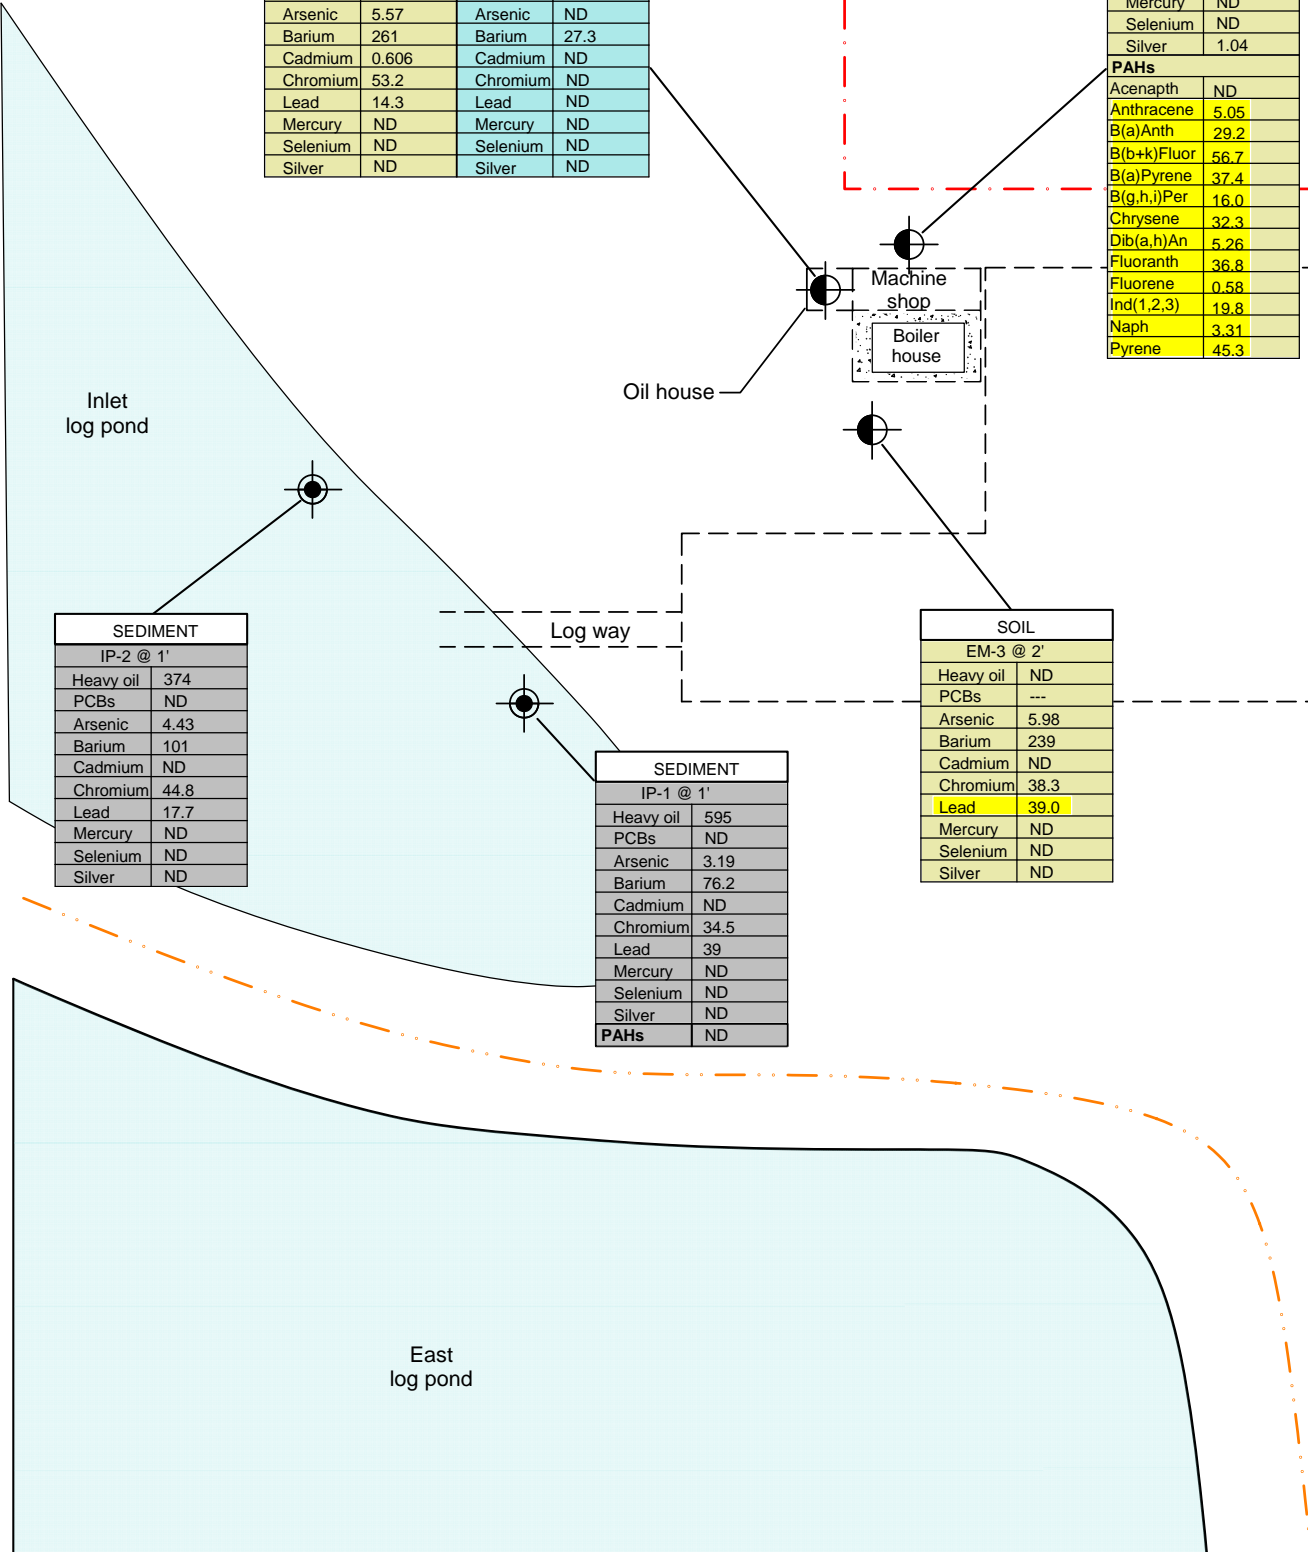 Arsenic 5.57 Arsenic ND
Barium 261 Barium 27.3
Cadmium 0.606 Cadmium ND
Chromium 53.2 Chromium ND
Lead 14.3 Lead ND
Mercury ND Mercury ND
Selenium ND Selenium ND
Silver ND Silver ND
Mercury ND
Selenium ND
Silver 1.04
PAHs
Acenapth ND
Anthracene 5.05
B(a)Anth 29.2
B(b+k)Fluor 56.7
B(a)Pyrene 37.4
B(g,h,i)Per 16.0
Chrysene 32.3
Dib(a,h)An 5.26
Fluoranth 36.8
Fluorene 0.58
Ind(1,2,3) 19.8
Naph 3.31
Pyrene 45.3
Machine
shop
Boiler
house
Oil house
Inlet
log pond
Log way
SEDIMENT
IP-2 @ 1'
Heavy oil 374
PCBs ND
Arsenic 4.43
Barium 101
Cadmium ND
Chromium 44.8
Lead 17.7
Mercury ND
Selenium ND
Silver ND
SOIL
EM-3 @ 2'
Heavy oil ND
PCBs ---
Arsenic 5.98
Barium 239
Cadmium ND
Chromium 38.3
Lead 39.0
Mercury ND
Selenium ND
Silver ND
SEDIMENT
IP-1 @ 1'
Heavy oil 595
PCBs ND
Arsenic 3.19
Barium 76.2
Cadmium ND
Chromium 34.5
Lead 39
Mercury ND
Selenium ND
Silver ND
PAHs ND
East
log pond